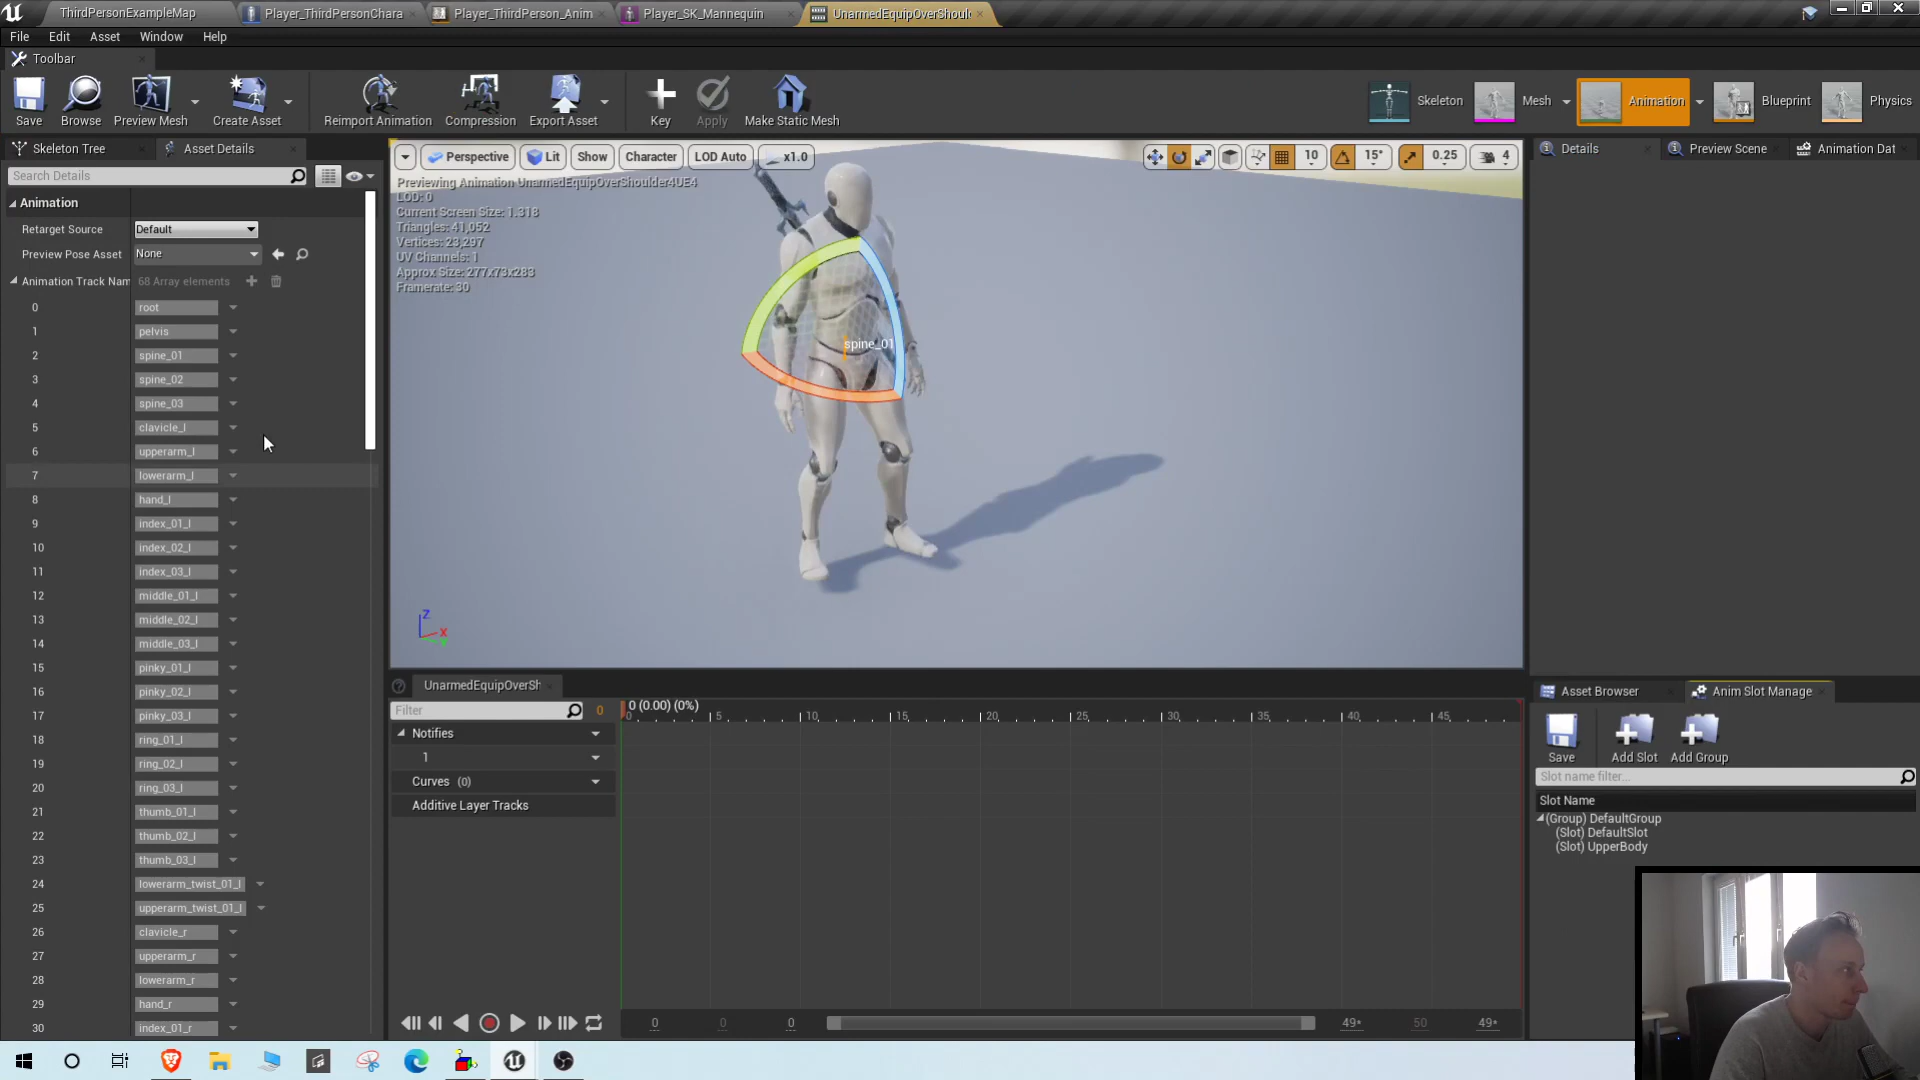 ThirdPersonExampleMap
Player_ThirdPersonChara
Player_ThirdPerson_Anim
Player_SK_Mannequin
UnarmedEquipOverShoul
File Edit Asset Window Help
Toolbar
Save
Browse
Preview Mesh
Create Asset
Reimport Animation
Compression
Export Asset
Key
Apply
Make Static Mesh
Skeleton
Mesh
Animation
Blueprint
Physics
Skeleton Tree
Asset Details
Search Details
Animation
Retarget Source Default
Preview Pose Asset None
Animation Track Nam 68 Array elements
0 root
1 pelvis
2 spine_01
3 spine_02
4 spine_03
5 clavicle_l
6 upperarm_l
7 lowerarm_l
8 hand_l
9 index_01_l
10 index_02_l
11 index_03_l
12 middle_01_l
13 middle_02_l
14 middle_03_l
15 pinky_01_l
16 pinky_02_l
17 pinky_03_l
18 ring_01_l
19 ring_02_l
20 ring_03_l
21 thumb_01_l
22 thumb_02_l
23 thumb_03_l
24 lowerarm_twist_01_l
25 upperarm_twist_01_l
26 clavicle_r
27 upperarm_r
28 lowerarm_r
29 hand_r
30 index_01_r
Perspective
Lit
Show
Character
LOD Auto
x1.0
10
15°
0.25
4
Previewing Animation UnarmedEquipOverShoulder4UE4
LOD: 0
Current Screen Size: 1.318
Triangles: 41,052
Vertices: 23,297
UV Channels: 1
Approx Size: 277x73x283
Framerate: 30
spine_01
Z
X
Details
Preview Scene
Animation Dat
UnarmedEquipOverSh
Filter
0
0 (0.00) (0%)
0 5 10 15 20 25 30 35 40 45
Notifies
1
Curves (0)
Additive Layer Tracks
0 0 0 49* 50 49*
Asset Browser
Anim Slot Manage
Save
Add Slot
Add Group
Slot name filter...
Slot Name
(Group) DefaultGroup
(Slot) DefaultSlot
(Slot) UpperBody